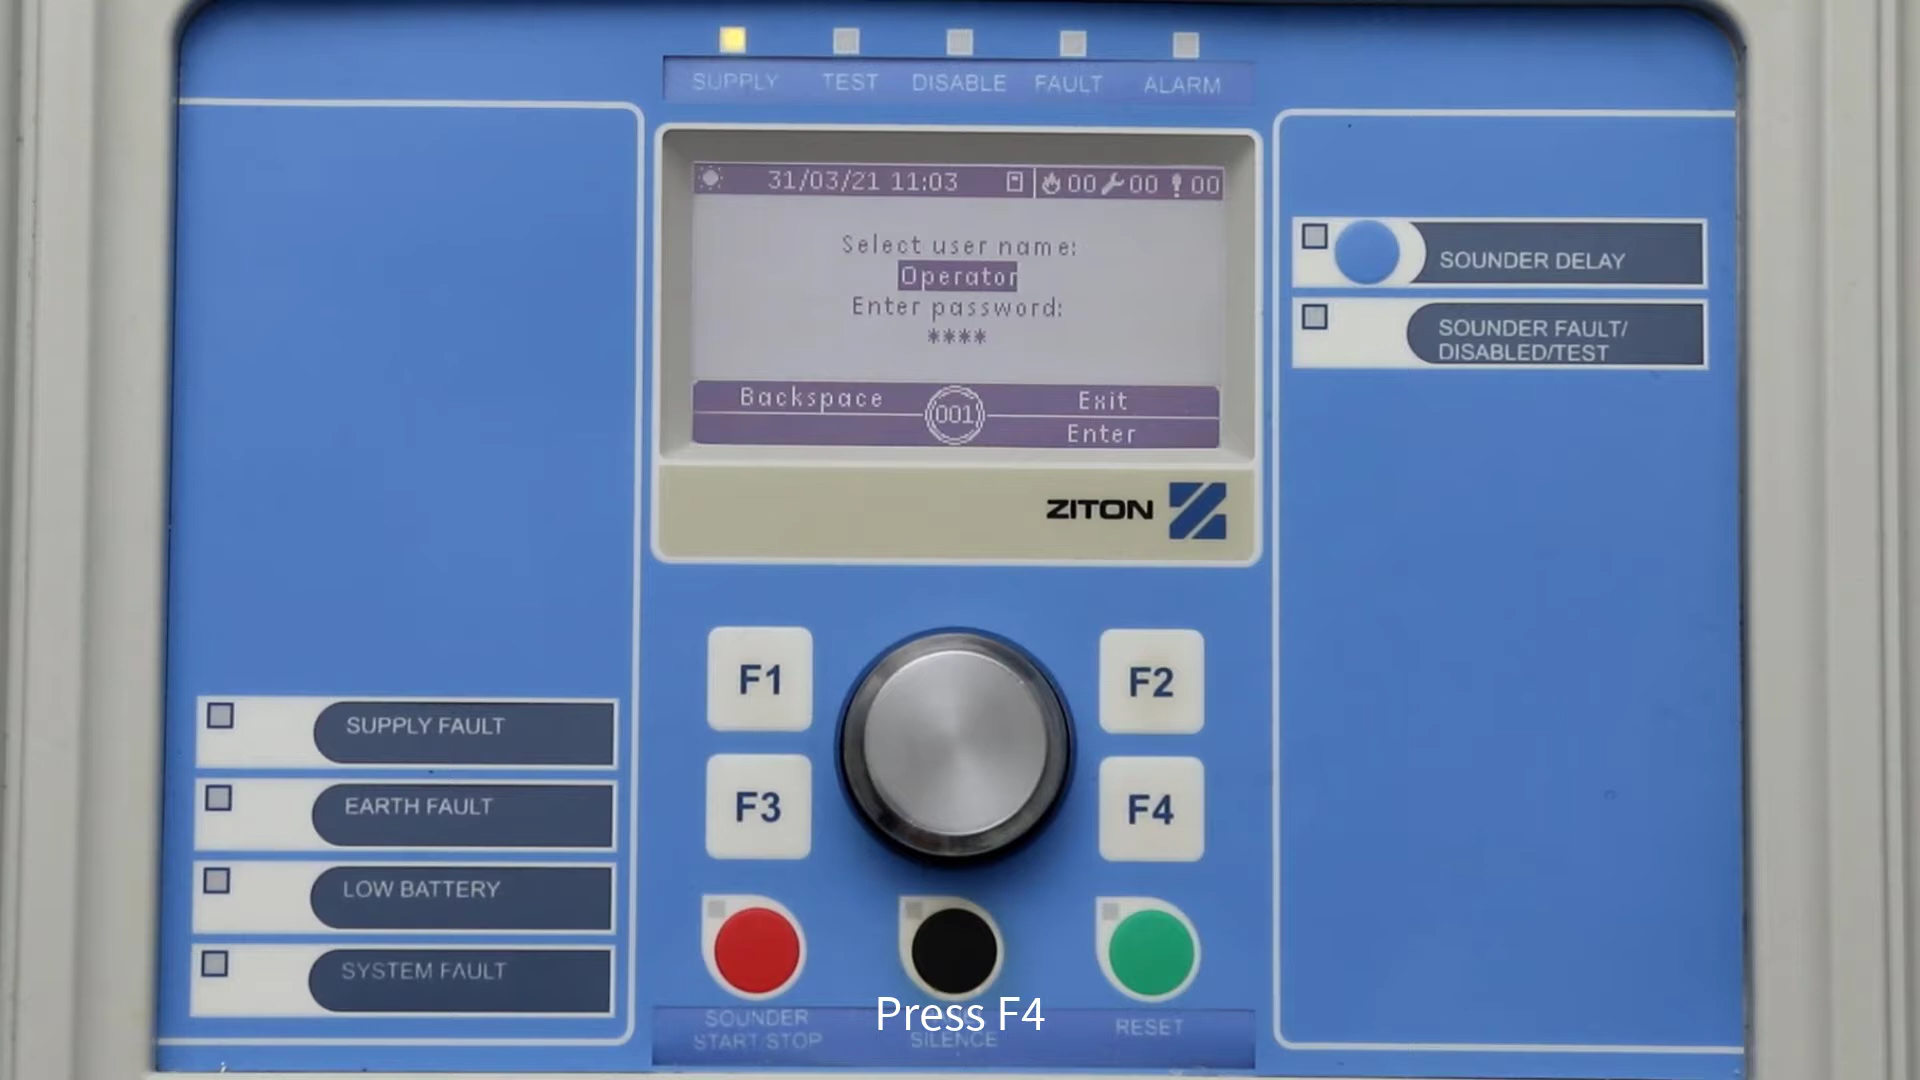 SUPPLY TEST DISABLE FAULT ALARM
31/03/21 11:03 00 00 00
Select user name:
Operator
Enter password:
****
Backspace Exit
001
Enter
ZITON
SOUNDER DELAY
SOUNDER FAULT/
DISABLED/TEST
F1 F2
F3 F4
SUPPLY FAULT
EARTH FAULT
LOW BATTERY
SYSTEM FAULT
SOUNDER
START/STOP
SILENCE
RESET
Press F4